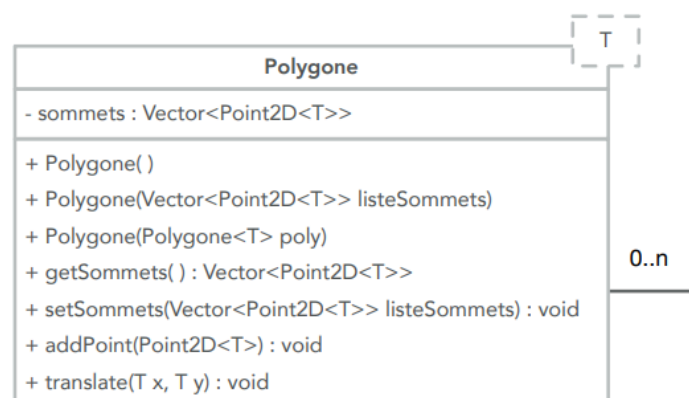 T
Polygone
- sommets : Vector<Point2D<T>>
+ Polygone( )
+ Polygone(Vector<Point2D<T>> listeSommets)
+ Polygone(Polygone<T> poly)
+ getSommets( ) : Vector<Point2D<T>>
0..n
+ setSommets(Vector<Point2D<T>> listeSommets) : void
+ addPoint(Point2D<T>) : void
+ translate(T x, T y) : void